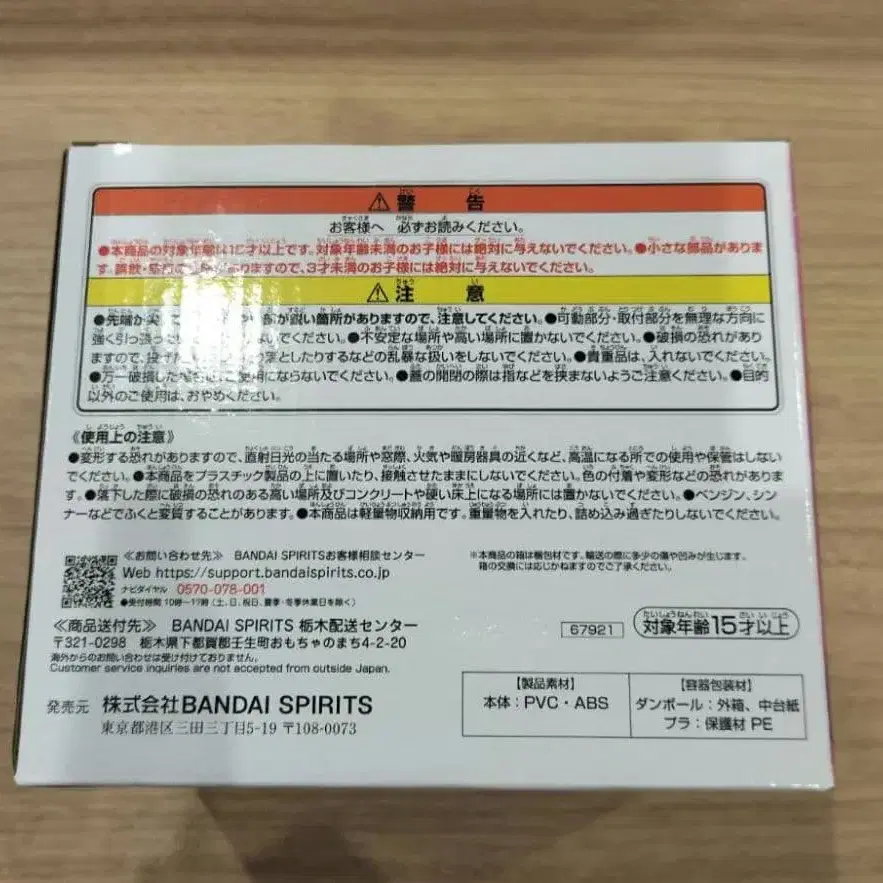 ⚠ 警告
お客様へ 必ずお読みください。
●本商品の対象年齢は15才以上です。対象年齢未満のお子様には絶対に与えないでください。●小さな部品がありま
す。誤飲・窒息の ありますので、3才未満のお子様には絶対に与えないでください。
⚠ 注意
●先端が尖っ 鋭い箇所がありますので、注意してください。●可動部分・取付部分を無理な方向に
強く引っ張っ ●不安定な場所や高い場所に置かないでください。●破損の恐れがあり
ますので、投げ 落としたりするなどの乱暴な扱いをしないでください。●貴重品は、入れないでください。
●万一破損した ご使用にならないでください。●蓋の開閉の際は指などを挟まないようご注意ください。●目的
以外のご使用は、おやめください。
《使用上の注意》
●変形する恐れがありますので、直射日光の当たる場所や窓際、火気や暖房器具の近くなど、高温になる所での使用や保管はしない
でください。●本商品をプラスチック製品の上に置いたり、接触させたままにしないでください。色の付着や変形などの恐れがありま
す。●落下した際に破損の恐れのある高い場所及びコンクリートや硬い床上になる場所には置かないでください。●ベンジン、シン
ナーなどでふくと変質することがあります。●本商品は軽量物収納用です。重量物を入れたり、詰め込み過ぎたりしないでください。
≪お問い合わせ先≫ BANDAI SPIRITSお客様相談センター
Web https://support.bandaispirits.co.jp
ナビダイヤル 0570-078-001
●受付時間 10時〜17時 (土、日、祝日、夏季・冬季休業日を除く)
※本商品の箱は梱包材です。輸送の際に多少の傷や凹みが生じます。
箱の交換には応じかねますのでご了承ください。
≪商品送付先≫ BANDAI SPIRITS 栃木配送センター
〒321-0298 栃木県下都賀郡壬生町おもちゃのまち4-2-20
海外からのお問い合わせは受け付けておりません。
Customer service inquiries are not accepted from outside Japan.
67921
対象年齢15才以上
発売元 株式会社BANDAI SPIRITS
東京都港区三田三丁目5-19 〒108-0073
【製品素材】
本体：PVC・ABS
【容器包装材】
ダンボール：外箱、中台紙
プラ：保護材 PE